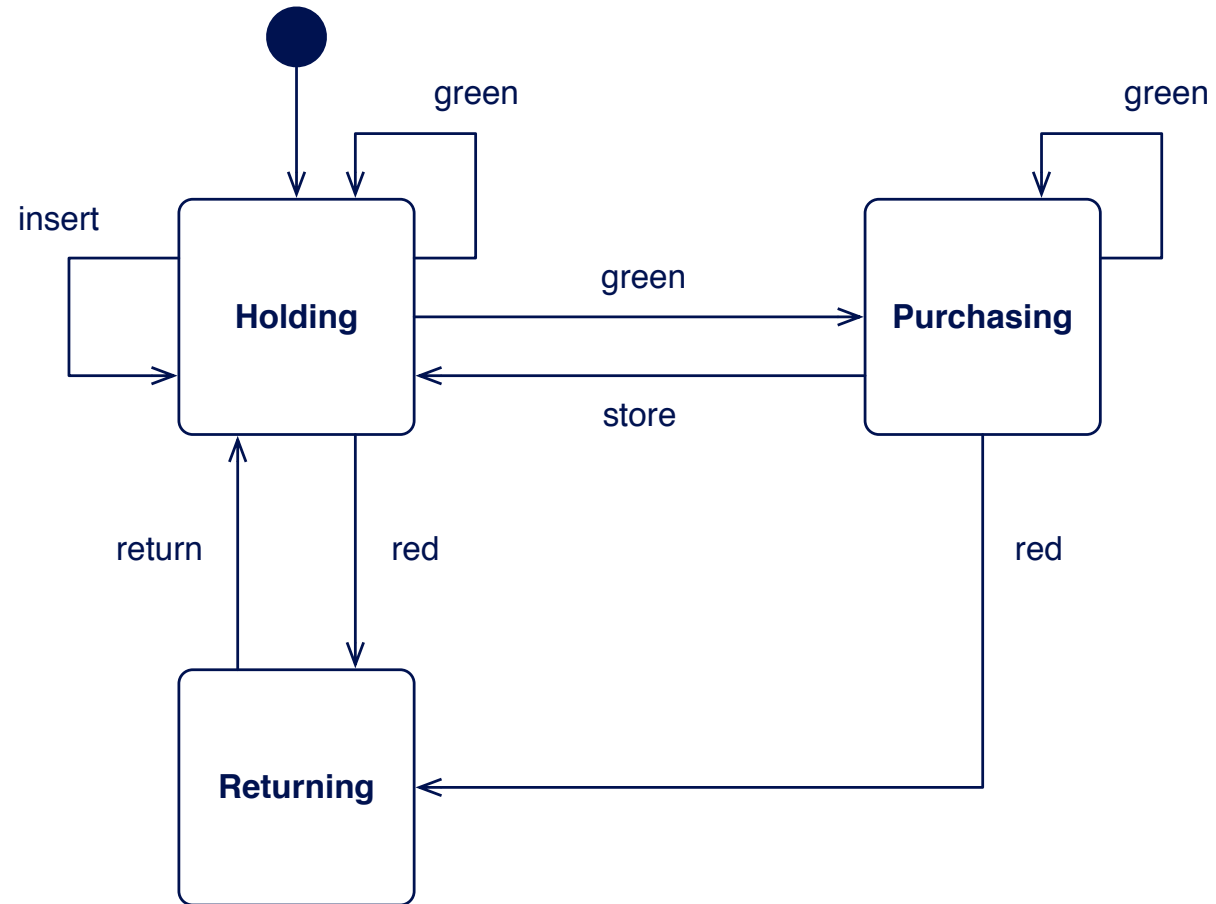 green
green
insert
green
Holding
Purchasing
store
return
red
red
Returning